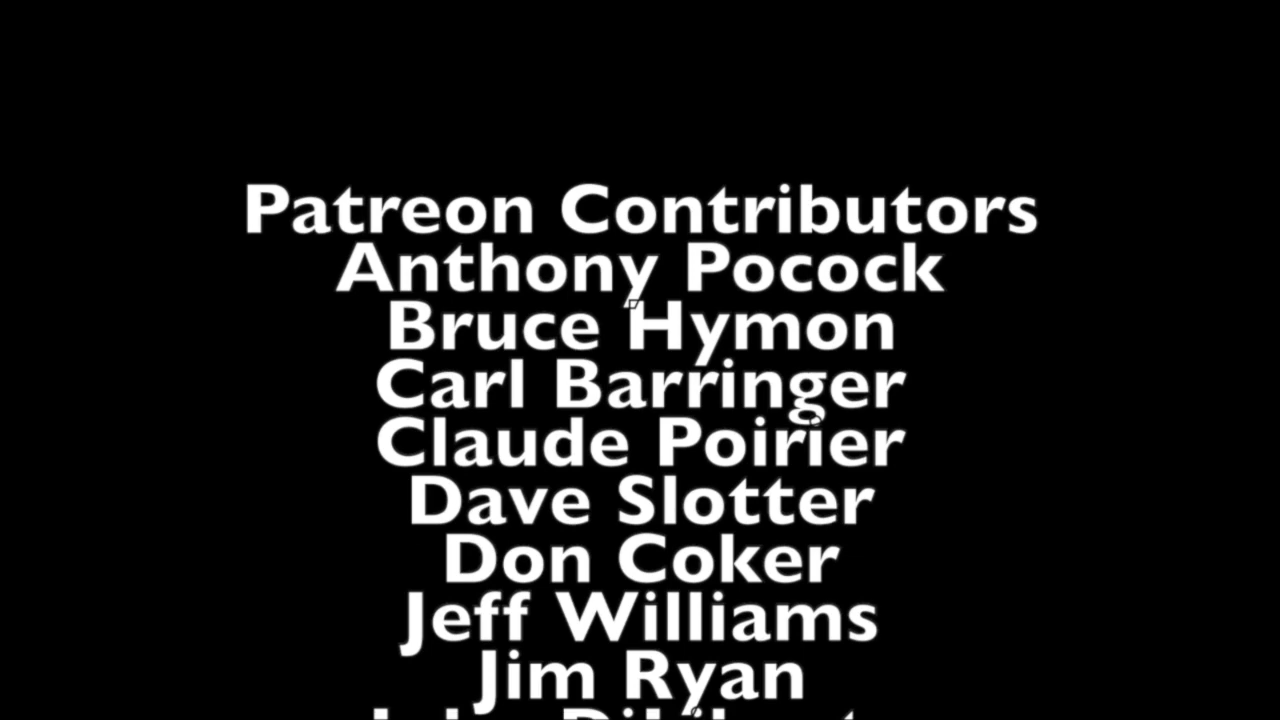 Patreon Contributors
Anthony Pocock
Bruce Hymon
Carl Barringer
Claude Poirier
Dave Slotter
Don Coker
Jeff Williams
Jim Ryan